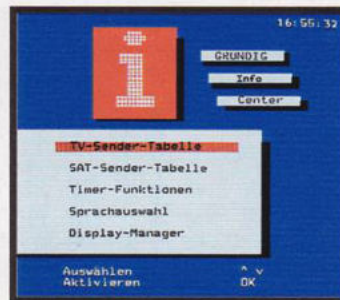 16:55:32
i
GRUNDIG
Info
Center
TV-Sender-Tabelle
SAT-Sender-Tabelle
Timer-Funktionen
Sprachauswahl
Display-Manager
Auswählen ^ v
Aktivieren OK